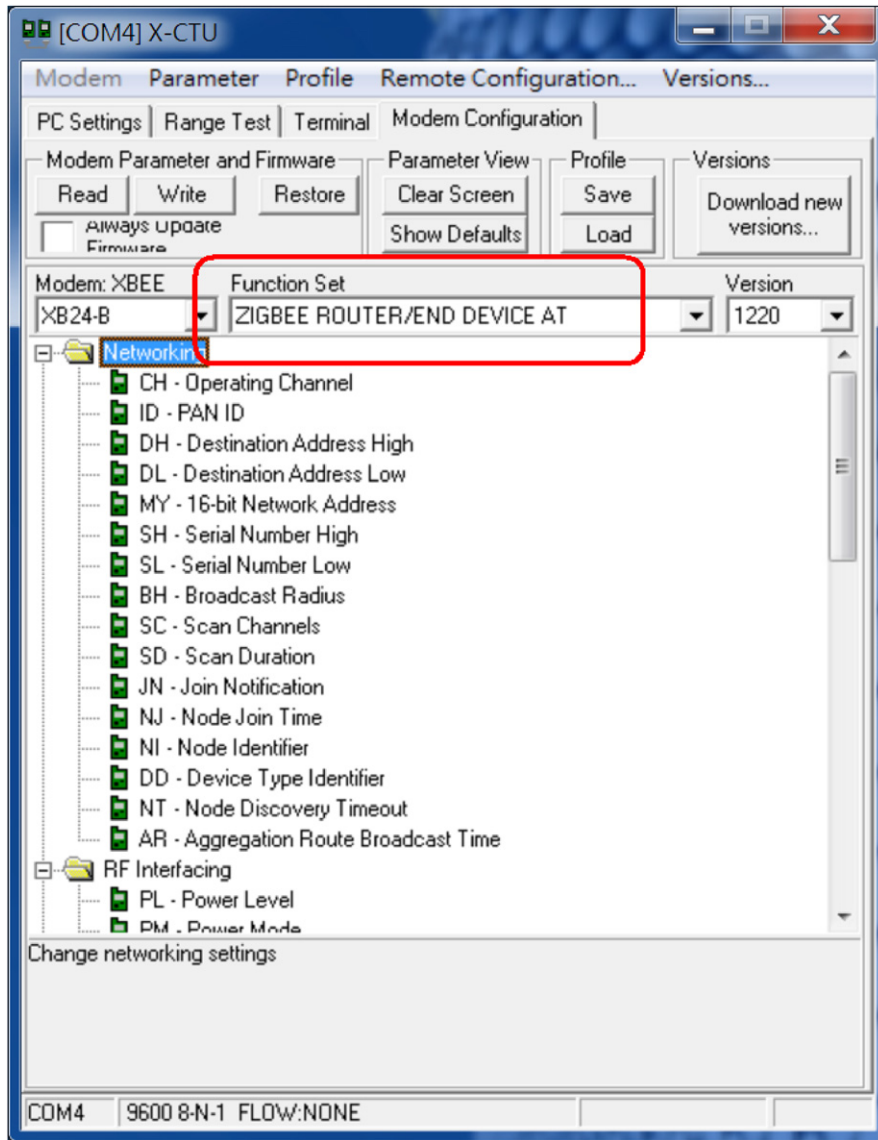 [COM4] X-CTU
Modem Parameter Profile Remote Configuration... Versions...
PC Settings Range Test Terminal Modem Configuration
Modem Parameter and Firmware Parameter View Profile Versions
Read Write Restore Clear Screen Save Download new versions...
Always Update Firmware Show Defaults Load
Modem: XBEE Function Set Version
XB24-B ZIGBEE ROUTER/END DEVICE AT 1220
Networking
CH - Operating Channel
ID - PAN ID
DH - Destination Address High
DL - Destination Address Low
MY - 16-bit Network Address
SH - Serial Number High
SL - Serial Number Low
BH - Broadcast Radius
SC - Scan Channels
SD - Scan Duration
JN - Join Notification
NJ - Node Join Time
NI - Node Identifier
DD - Device Type Identifier
NT - Node Discovery Timeout
AR - Aggregation Route Broadcast Time
RF Interfacing
PL - Power Level
PM - Power Mode
Change networking settings
COM4 9600 8-N-1 FLOW:NONE